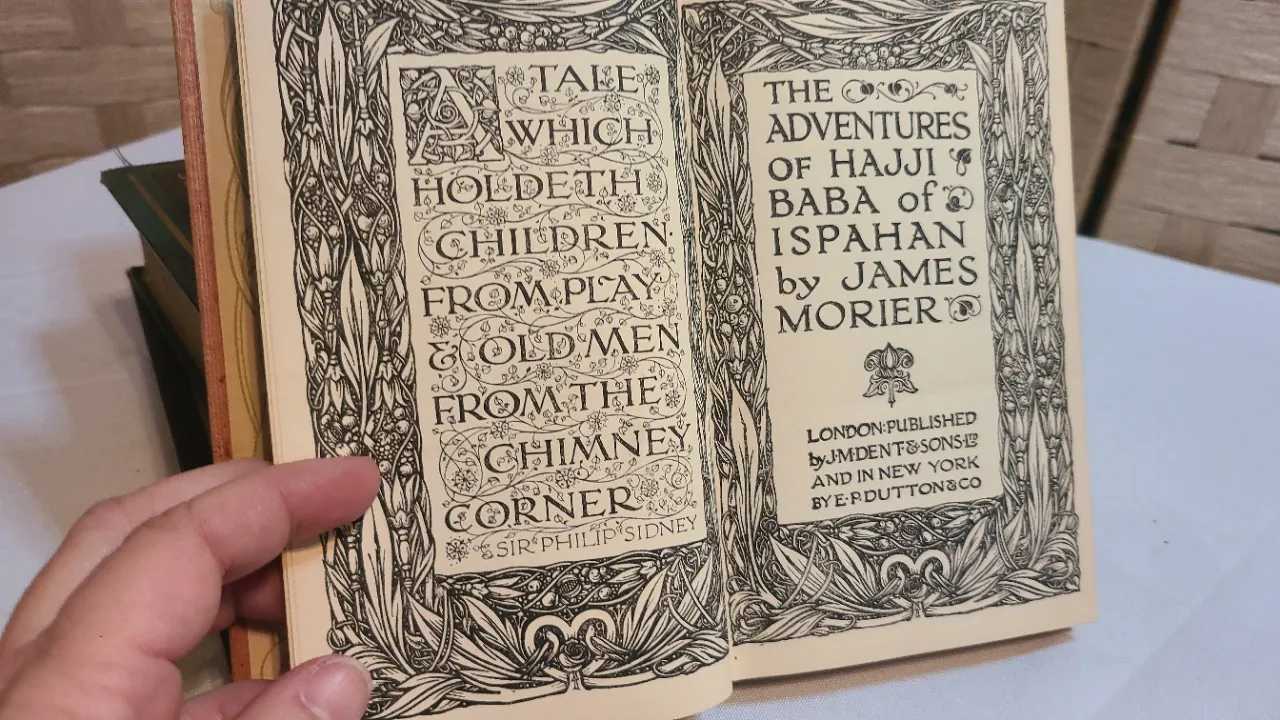 A TALE
WHICH
HOLDETH
CHILDREN
FROM PLAY
& OLD MEN
FROM THE
CHIMNEY
CORNER
SIR PHILIP SIDNEY
THE
ADVENTURES
OF HAJJI
BABA of
ISPAHAN
by JAMES
MORIER
LONDON:PUBLISHED
by J·M·DENT·&·SONS·LTD
AND IN NEW YORK
BY E·P·DUTTON & CO